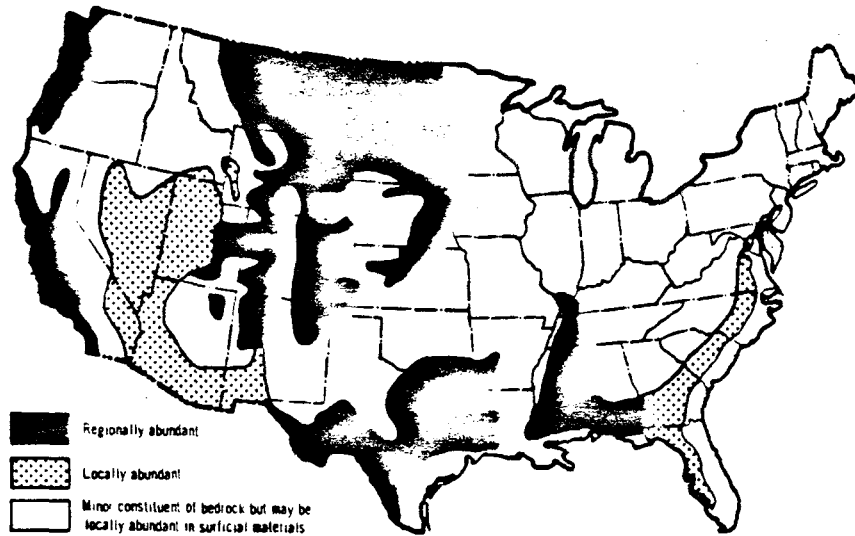 Regionally abundant
Locally abundant
Minor constituent of bedrock but may be
locally abundant in surficial materials